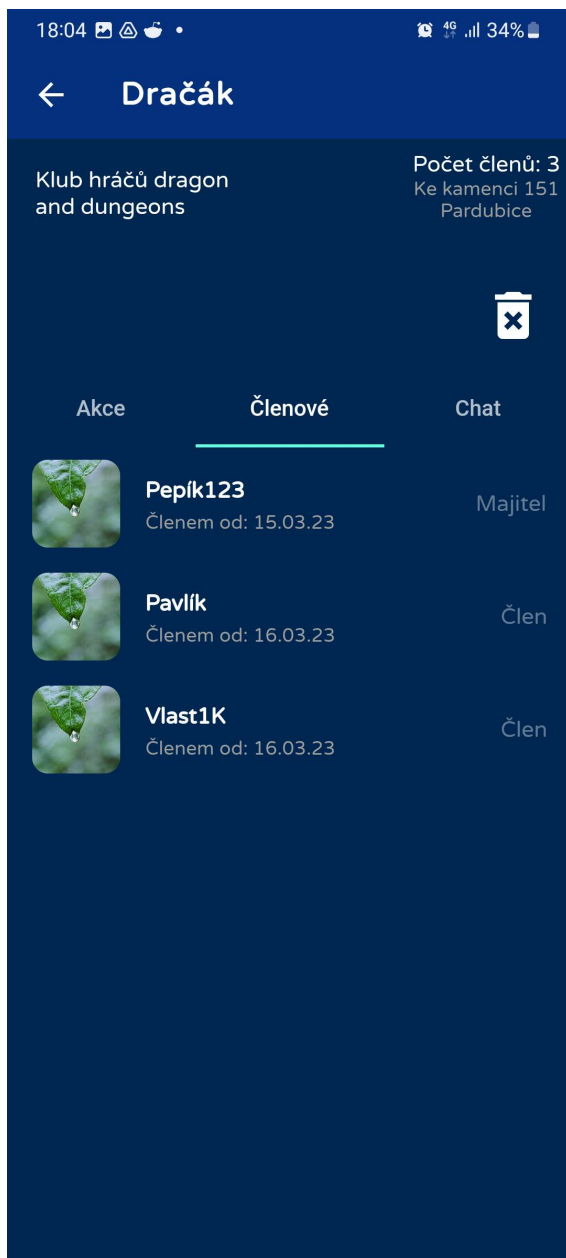 18:04
4G
34%
Dračák
Klub hráčů dragon
and dungeons
Počet členů: 3
Ke kamenci 151
Pardubice
Akce
Členové
Chat
Pepík123
Členem od: 15.03.23
Majitel
Pavlík
Členem od: 16.03.23
Člen
Vlast1K
Členem od: 16.03.23
Člen